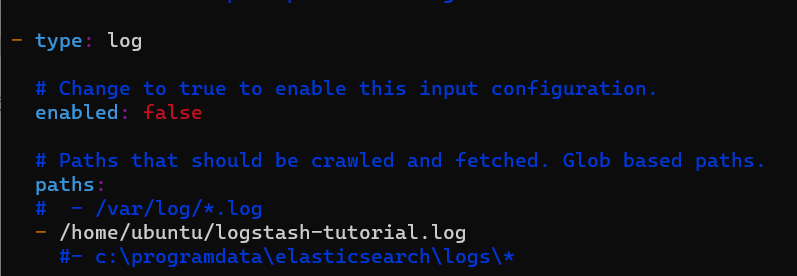 - type: log
# Change to true to enable this input configuration.
enabled: false
# Paths that should be crawled and fetched. Glob based paths.
paths:
#  - /var/log/*.log
- /home/ubuntu/logstash-tutorial.log
#- c:\programdata\elasticsearch\logs\*